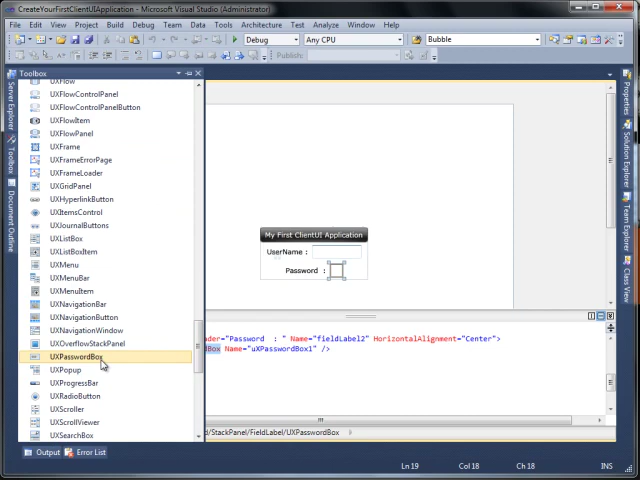 CreateYourFirstClientUIApplication - Microsoft Visual Studio (Administrator)
File Edit View Project Build Debug Team Data Tools Architecture Test Analyze Window Help
Debug Any CPU Bubble
Publish:
Toolbox
UXFlow
UXFlowControlPanel
UXFlowControlPanelButton
UXFlowItem
UXFlowPanel
UXFrame
UXFrameErrorPage
UXFrameLoader
UXGridPanel
UXHyperlinkButton
UXItemsControl
UXJournalButtons
UXListBox
UXListBoxItem
UXMenu
UXMenuBar
UXMenuItem
UXNavigationBar
UXNavigationButton
UXNavigationWindow
UXOverflowStackPanel
UXPasswordBox
UXPopup
UXProgressBar
UXRadioButton
UXScroller
UXScrollViewer
UXSearchBox
Server Explorer
Toolbox
Document Outline
My First ClientUI Application
UserName :
Password :
ader="Password : " Name="fieldLabel2" HorizontalAlignment="Center">
dBox Name="uXPasswordBox1" />
d/StackPanel/FieldLabel/UXPasswordBox
Properties
Solution Explorer
Team Explorer
Output Error List
Ln 19 Col 18 Ch 18 INS